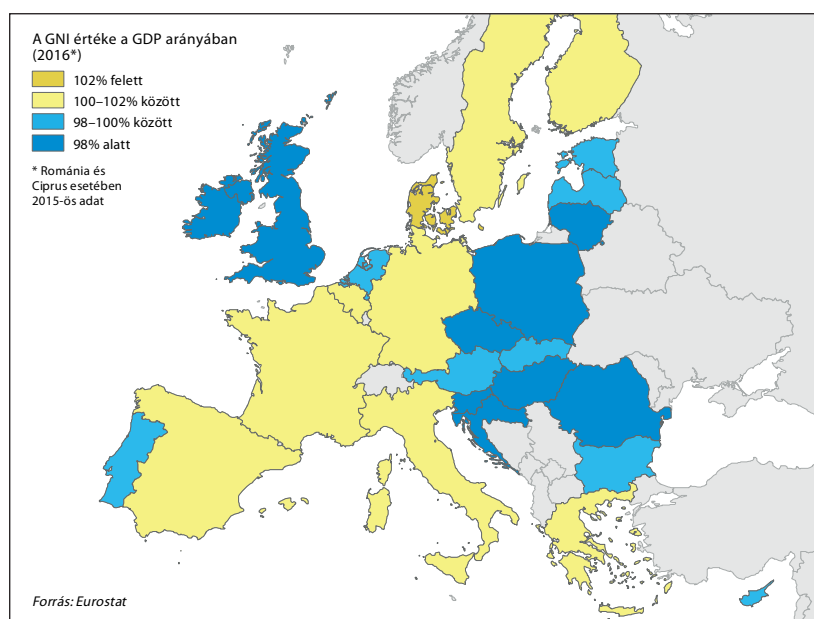 A GNI értéke a GDP arányában
(2016*)
102% felett
100–102% között
98–100% között
98% alatt
* Románia és
Ciprus esetében
2015-ös adat
Forrás: Eurostat